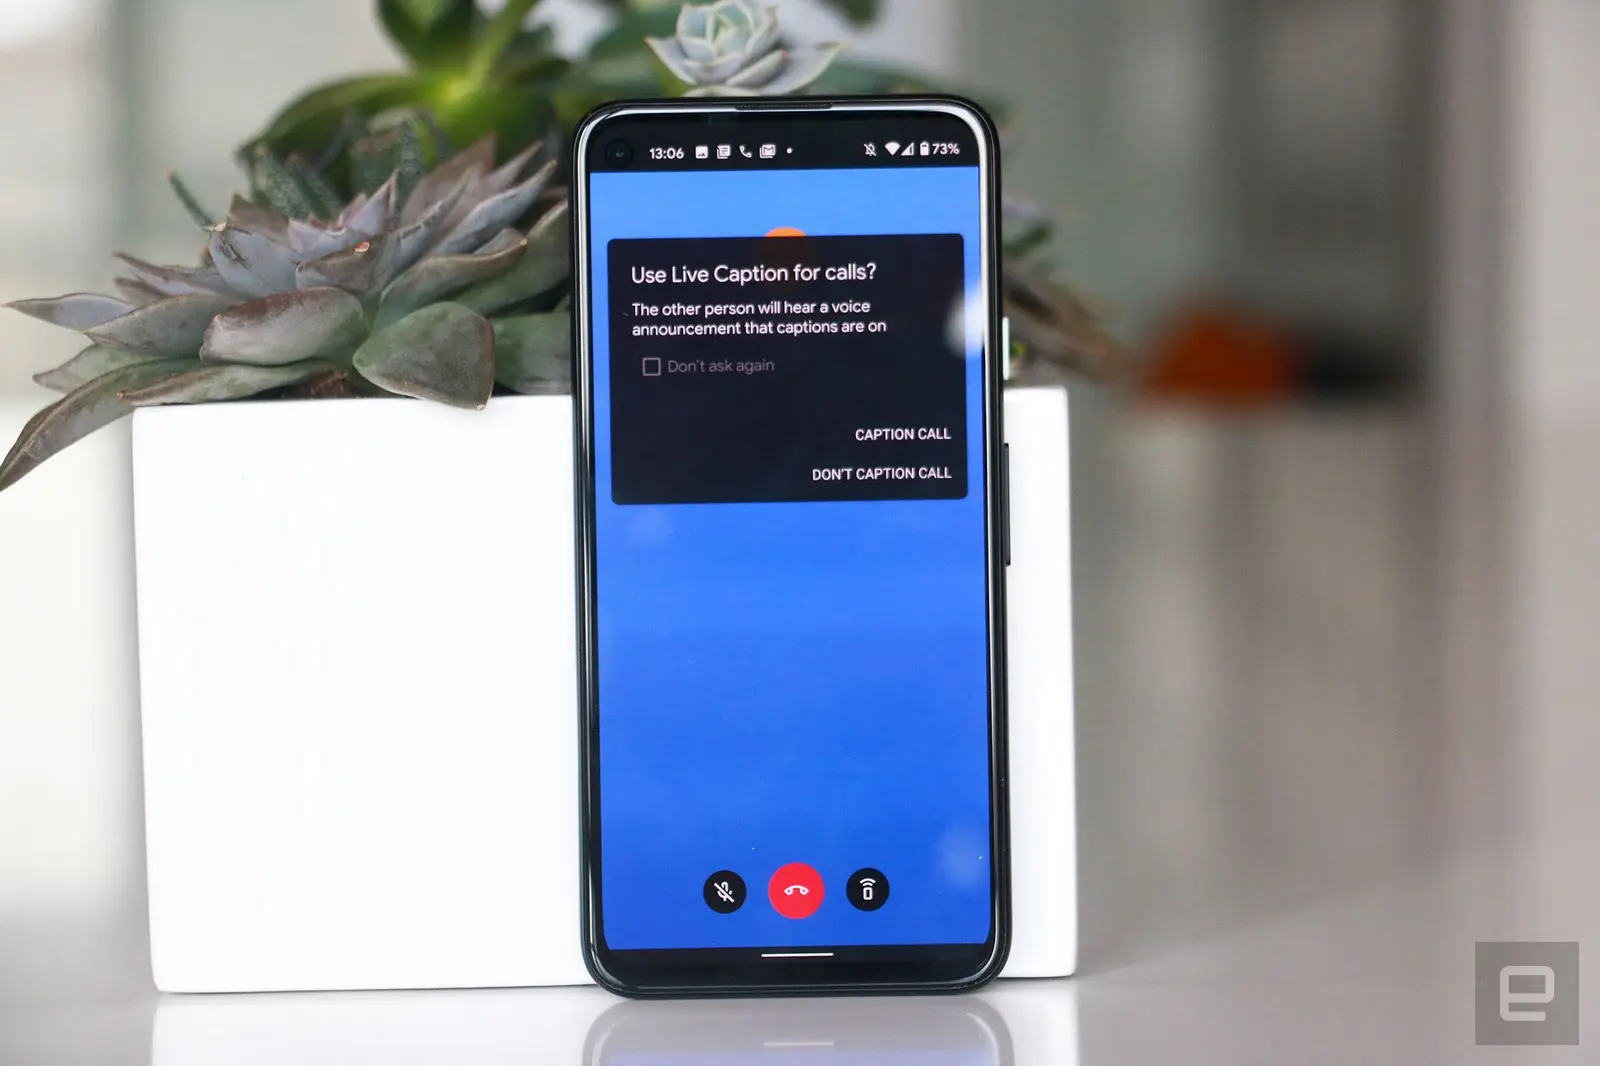 13:06
73%
Use Live Caption for calls?
The other person will hear a voice
announcement that captions are on
Don't ask again
CAPTION CALL
DON'T CAPTION CALL
e